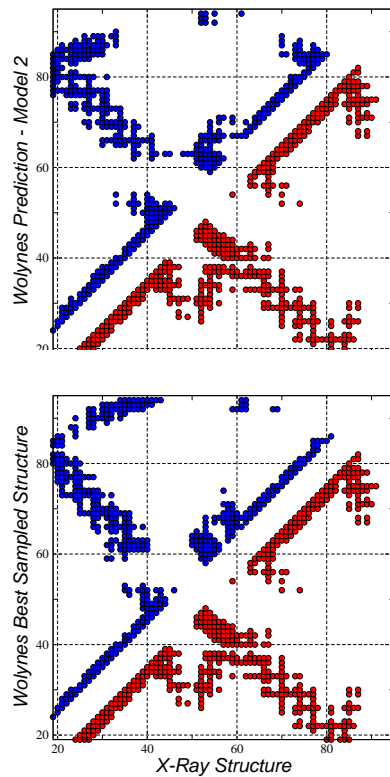 Wolynes Prediction - Model 2
80
60
40
20
Wolynes Best Sampled Structure
80
60
40
20
20 40 60 80
X-Ray Structure